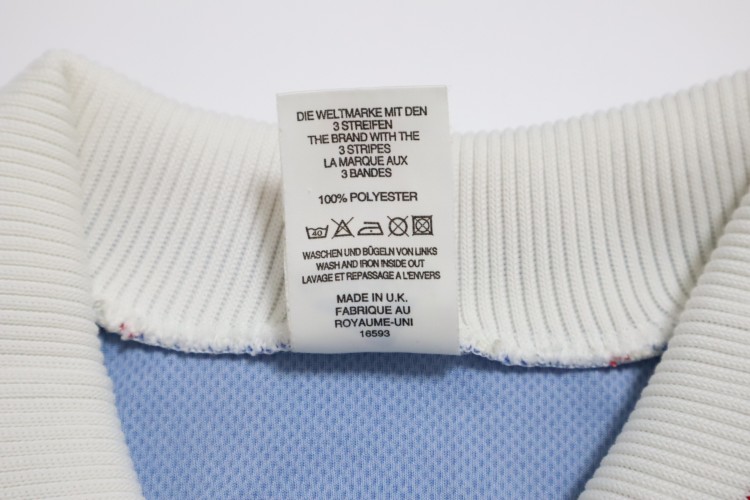 DIE WELTMARKE MIT DEN
3 STREIFEN
THE BRAND WITH THE
3 STRIPES
LA MARQUE AUX
3 BANDES
100% POLYESTER
40
WASCHEN UND BÜGELN VON LINKS
WASH AND IRON INSIDE OUT
LAVAGE ET REPASSAGE A L'ENVERS
MADE IN U.K.
FABRIQUE AU
ROYAUME-UNI
16593